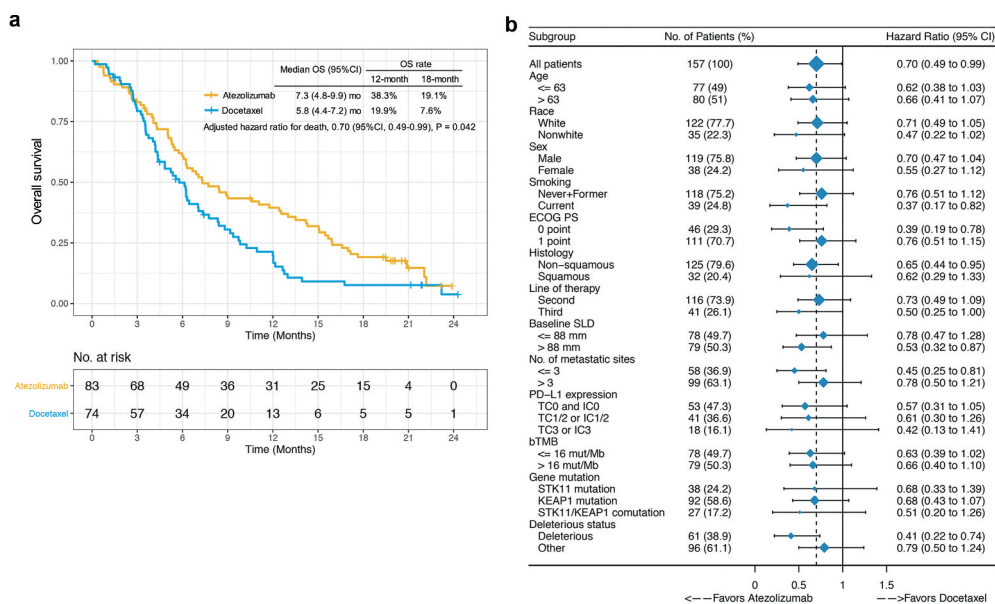 a
Overall survival
1.00
0.75
0.50
0.25
0.00
Median OS (95%CI) OS rate
12-month 18-month
Atezolizumab 7.3 (4.8-9.9) mo 38.3% 19.1%
Docetaxel 5.8 (4.4-7.2) mo 19.9% 7.6%
Adjusted hazard ratio for death, 0.70 (95%CI, 0.49-0.99), P = 0.042
0 3 6 9 12 15 18 21 24
Time (Months)
No. at risk
Atezolizumab 83 68 49 36 31 25 15 4 0
Docetaxel 74 57 34 20 13 6 5 5 1
0 3 6 9 12 15 18 21 24
Time (Months)
b
Subgroup No. of Patients (%) Hazard Ratio (95% CI)
All patients 157 (100) 0.70 (0.49 to 0.99)
Age
<= 63 77 (49) 0.62 (0.38 to 1.03)
> 63 80 (51) 0.66 (0.41 to 1.07)
Race
White 122 (77.7) 0.71 (0.49 to 1.05)
Nonwhite 35 (22.3) 0.47 (0.22 to 1.02)
Sex
Male 119 (75.8) 0.70 (0.47 to 1.04)
Female 38 (24.2) 0.55 (0.27 to 1.12)
Smoking
Never+Former 118 (75.2) 0.76 (0.51 to 1.12)
Current 39 (24.8) 0.37 (0.17 to 0.82)
ECOG PS
0 point 46 (29.3) 0.39 (0.19 to 0.78)
1 point 111 (70.7) 0.76 (0.51 to 1.15)
Histology
Non-squamous 125 (79.6) 0.65 (0.44 to 0.95)
Squamous 32 (20.4) 0.62 (0.29 to 1.33)
Line of therapy
Second 116 (73.9) 0.73 (0.49 to 1.09)
Third 41 (26.1) 0.50 (0.25 to 1.00)
Baseline SLD
<= 88 mm 78 (49.7) 0.78 (0.47 to 1.28)
> 88 mm 79 (50.3) 0.53 (0.32 to 0.87)
No. of metastatic sites
<= 3 58 (36.9) 0.45 (0.25 to 0.81)
> 3 99 (63.1) 0.78 (0.50 to 1.21)
PD-L1 expression
TC0 and IC0 53 (47.3) 0.57 (0.31 to 1.05)
TC1/2 or IC1/2 41 (36.6) 0.61 (0.30 to 1.26)
TC3 or IC3 18 (16.1) 0.42 (0.13 to 1.41)
bTMB
<= 16 mut/Mb 78 (49.7) 0.63 (0.39 to 1.02)
> 16 mut/Mb 79 (50.3) 0.66 (0.40 to 1.10)
Gene mutation
STK11 mutation 38 (24.2) 0.68 (0.33 to 1.39)
KEAP1 mutation 92 (58.6) 0.68 (0.43 to 1.07)
STK11/KEAP1 comutation 27 (17.2) 0.51 (0.20 to 1.26)
Deleterious status
Deleterious 61 (38.9) 0.41 (0.22 to 0.74)
Other 96 (61.1) 0.79 (0.50 to 1.24)
0 0.5 1 1.5
<--Favors Atezolizumab -->Favors Docetaxel